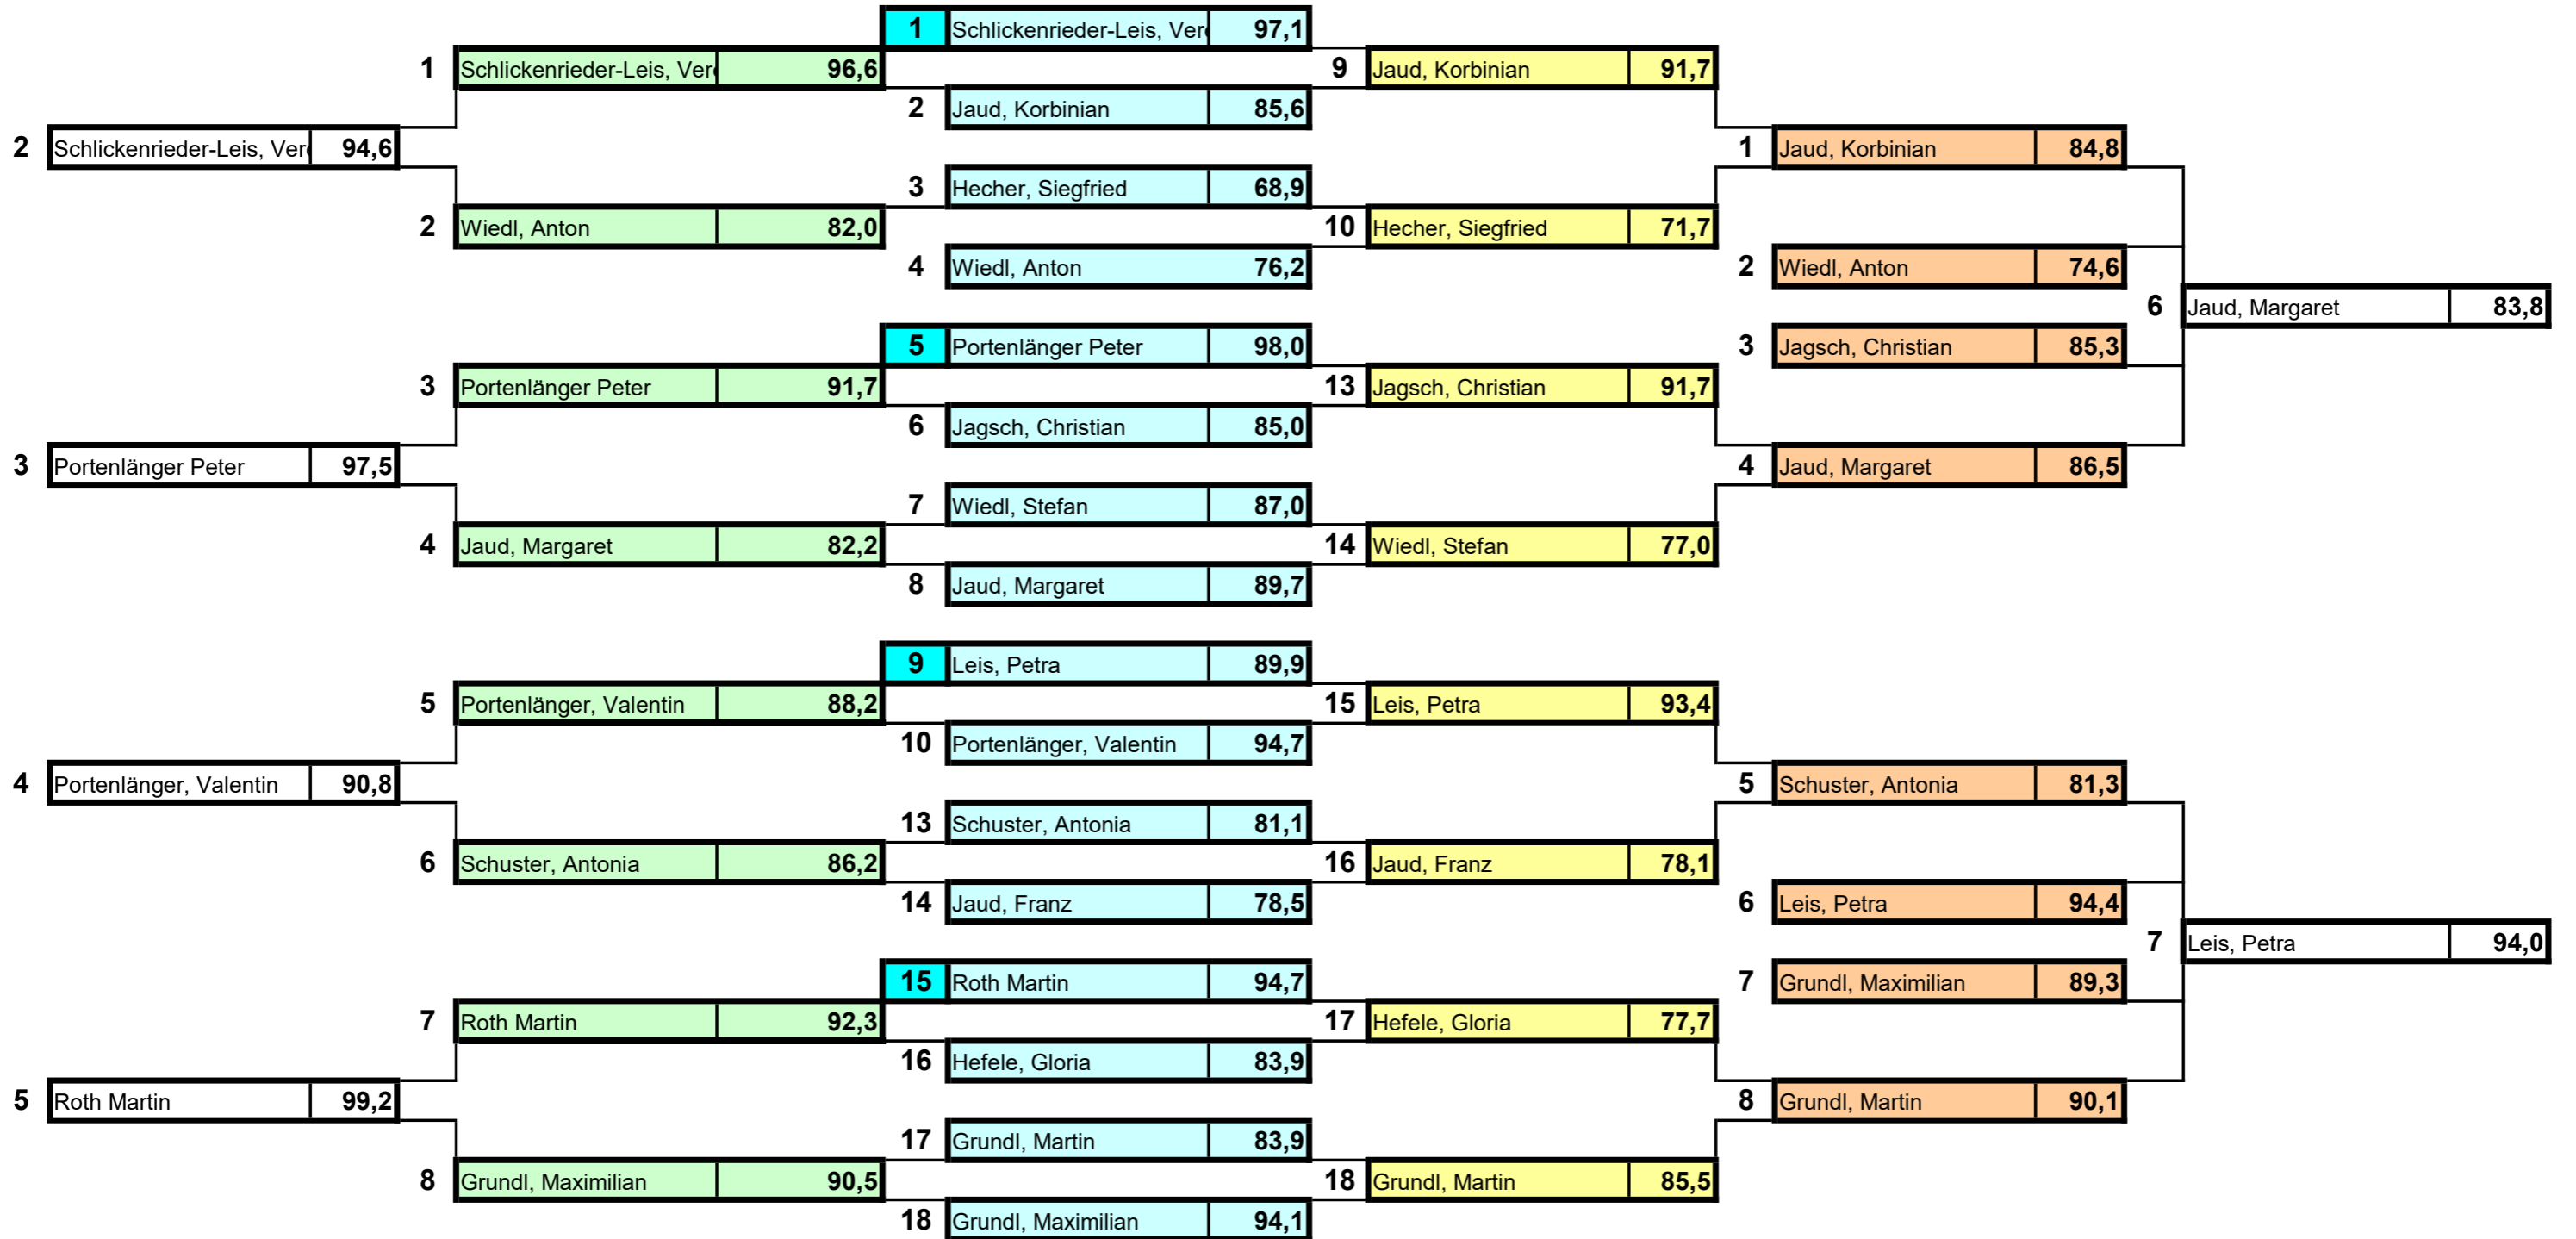 1 Schlickenrieder-Leis, Ver 97,1
1 Schlickenrieder-Leis, Ver 96,6 9 Jaud, Korbinian 91,7
2 Jaud, Korbinian 85,6
2 Schlickenrieder-Leis, Ver 94,6 1 Jaud, Korbinian 84,8
3 Hecher, Siegfried 68,9
2 Wiedl, Anton 82,0 10 Hecher, Siegfried 71,7
4 Wiedl, Anton 76,2 2 Wiedl, Anton 74,6
6 Jaud, Margaret 83,8
5 Portenlänger Peter 98,0 3 Jagsch, Christian 85,3
3 Portenlänger Peter 91,7 13 Jagsch, Christian 91,7
6 Jagsch, Christian 85,0
3 Portenlänger Peter 97,5 4 Jaud, Margaret 86,5
7 Wiedl, Stefan 87,0
4 Jaud, Margaret 82,2 14 Wiedl, Stefan 77,0
8 Jaud, Margaret 89,7
9 Leis, Petra 89,9
5 Portenlänger, Valentin 88,2 15 Leis, Petra 93,4
10 Portenlänger, Valentin 94,7
4 Portenlänger, Valentin 90,8 5 Schuster, Antonia 81,3
13 Schuster, Antonia 81,1
6 Schuster, Antonia 86,2 16 Jaud, Franz 78,1
14 Jaud, Franz 78,5 6 Leis, Petra 94,4
7 Leis, Petra 94,0
15 Roth Martin 94,7 7 Grundl, Maximilian 89,3
7 Roth Martin 92,3 17 Hefele, Gloria 77,7
16 Hefele, Gloria 83,9
5 Roth Martin 99,2 8 Grundl, Martin 90,1
17 Grundl, Martin 83,9
8 Grundl, Maximilian 90,5 18 Grundl, Martin 85,5
18 Grundl, Maximilian 94,1